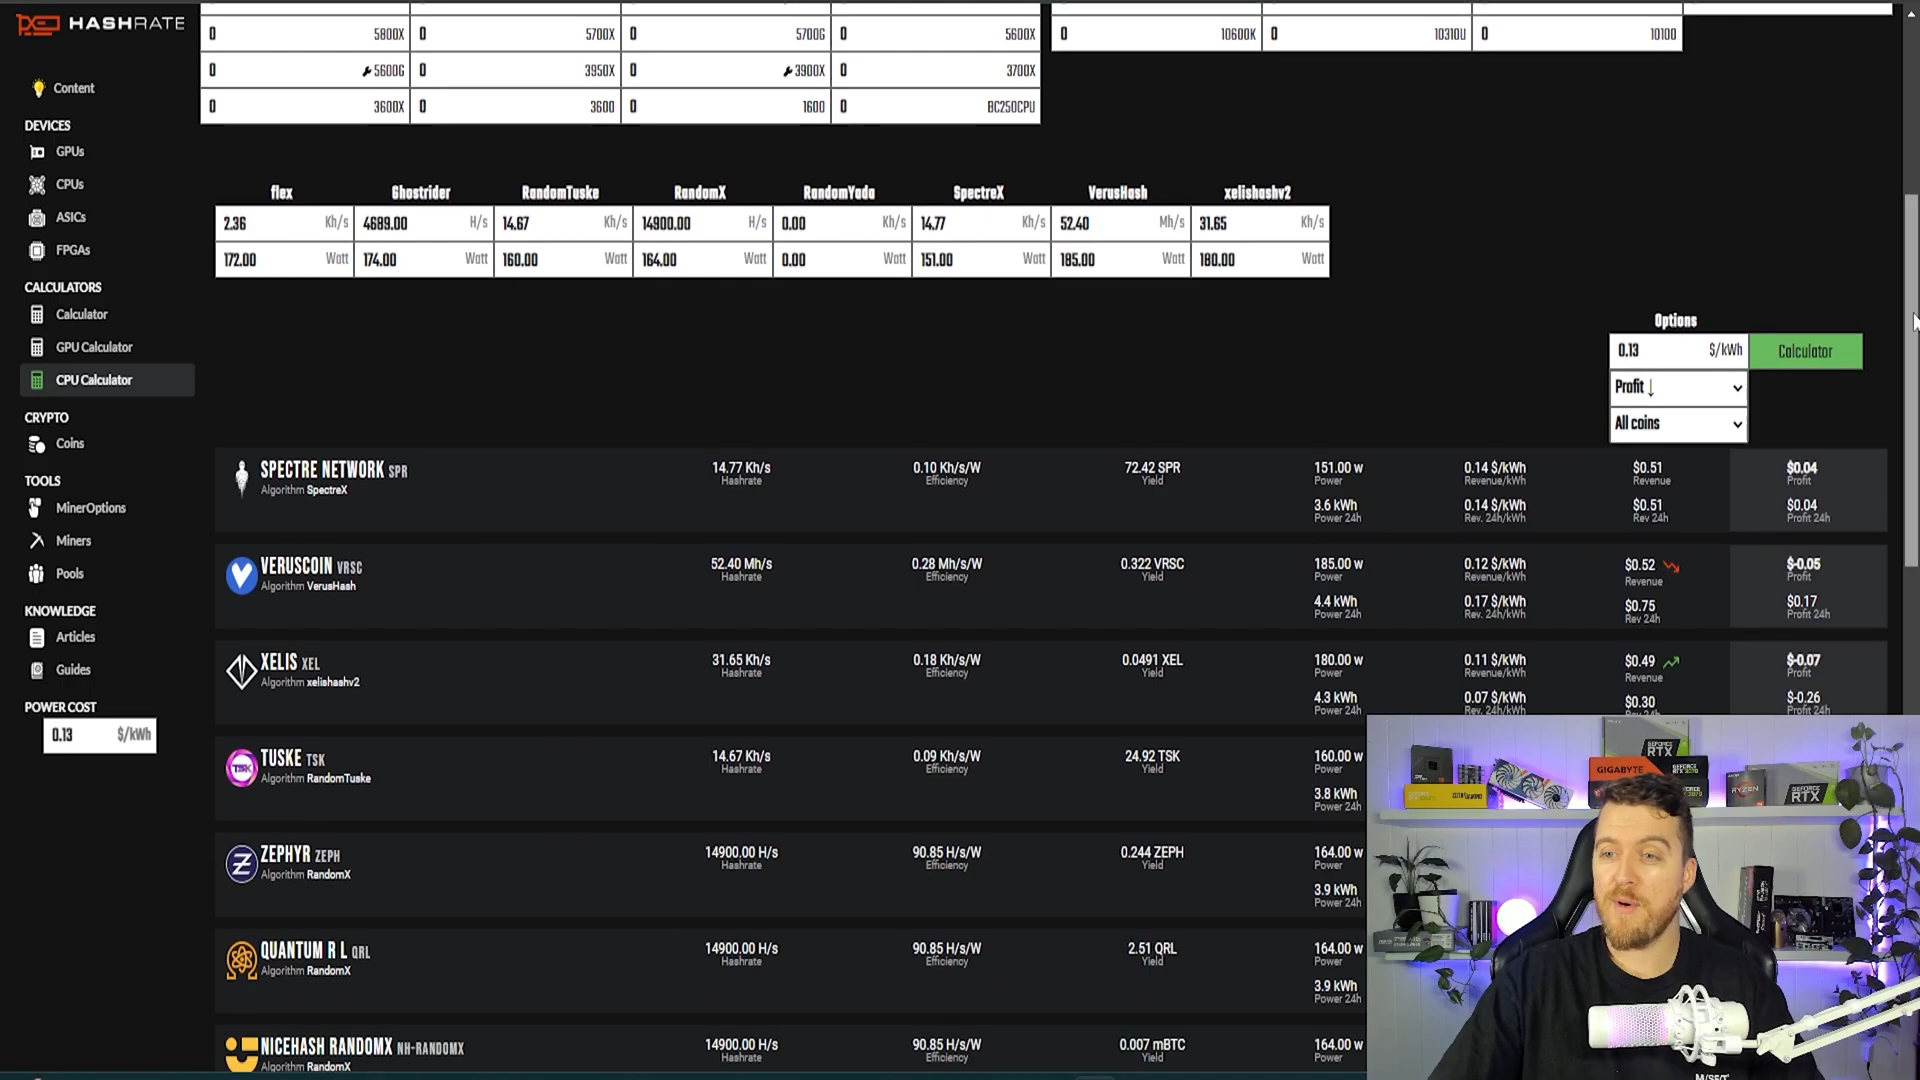 HASHRATE
Content
DEVICES
GPUs
CPUs
ASICs
FPGAs
CALCULATORS
Calculator
GPU Calculator
CPU Calculator
CRYPTO
Coins
TOOLS
MinerOptions
Miners
Pools
KNOWLEDGE
Articles
Guides
POWER COST
0.13 $/kWh
0 5800X 0 5700X 0 5700G 0 5600X 0 10600K 0 10310U 0 10100
0 5600G 0 3950X 0 3900X 0 3700X
0 3600X 0 3600 0 1600 0 BC250CPU
flex Ghostrider RandomTuske RandomX RandomYada SpectreX VerusHash xelishashv2
2.36 Kh/s 4689.00 H/s 14.67 Kh/s 14900.00 H/s 0.00 Kh/s 14.77 Kh/s 52.40 Mh/s 31.65 Kh/s
172.00 Watt 174.00 Watt 160.00 Watt 164.00 Watt 0.00 Watt 151.00 Watt 185.00 Watt 180.00 Watt
Options
0.13 $/kWh Calculator
Profit ↓
All coins
SPECTRE NETWORK SPR 14.77 Kh/s 0.10 Kh/s/W 72.42 SPR 151.00 w 0.14 $/kWh $0.51 $0.04
Algorithm SpectreX Hashrate Efficiency Yield Power Revenue/kWh Revenue Profit
3.6 kWh 0.14 $/kWh $0.51 $0.04
Power 24h Rev. 24h/kWh Rev 24h Profit 24h
VERUSCOIN VRSC 52.40 Mh/s 0.28 Mh/s/W 0.322 VRSC 185.00 w 0.12 $/kWh $0.52 $-0.05
Algorithm VerusHash Hashrate Efficiency Yield Power Revenue/kWh Revenue Profit
4.4 kWh 0.17 $/kWh $0.75 $0.17
Power 24h Rev. 24h/kWh Rev 24h Profit 24h
XELIS XEL 31.65 Kh/s 0.18 Kh/s/W 0.0491 XEL 180.00 w 0.11 $/kWh $0.49 $-0.07
Algorithm xelishashv2 Hashrate Efficiency Yield Power Revenue/kWh Revenue Profit
4.3 kWh 0.07 $/kWh $0.30 $-0.26
Power 24h Rev. 24h/kWh Rev 24h Profit 24h
TUSKE TSK 14.67 Kh/s 0.09 Kh/s/W 24.92 TSK 160.00 w
Algorithm RandomTuske Hashrate Efficiency Yield Power
3.8 kWh
Power 24h
ZEPHYR ZEPH 14900.00 H/s 90.85 H/s/W 0.244 ZEPH 164.00 w
Algorithm RandomX Hashrate Efficiency Yield Power
3.9 kWh
Power 24h
QUANTUM R L QRL 14900.00 H/s 90.85 H/s/W 2.51 QRL 164.00 w
Algorithm RandomX Hashrate Efficiency Yield Power
3.9 kWh
Power 24h
NICEHASH RANDOMX NH-RANDOMX 14900.00 H/s 90.85 H/s/W 0.007 mBTC 164.00 w
Algorithm RandomX Hashrate Efficiency Yield Power
TSK
GEFORCE
RTX
GIGABYTE
GEFORCE
RTX 3070
RYZEN
GEFORCE
RTX